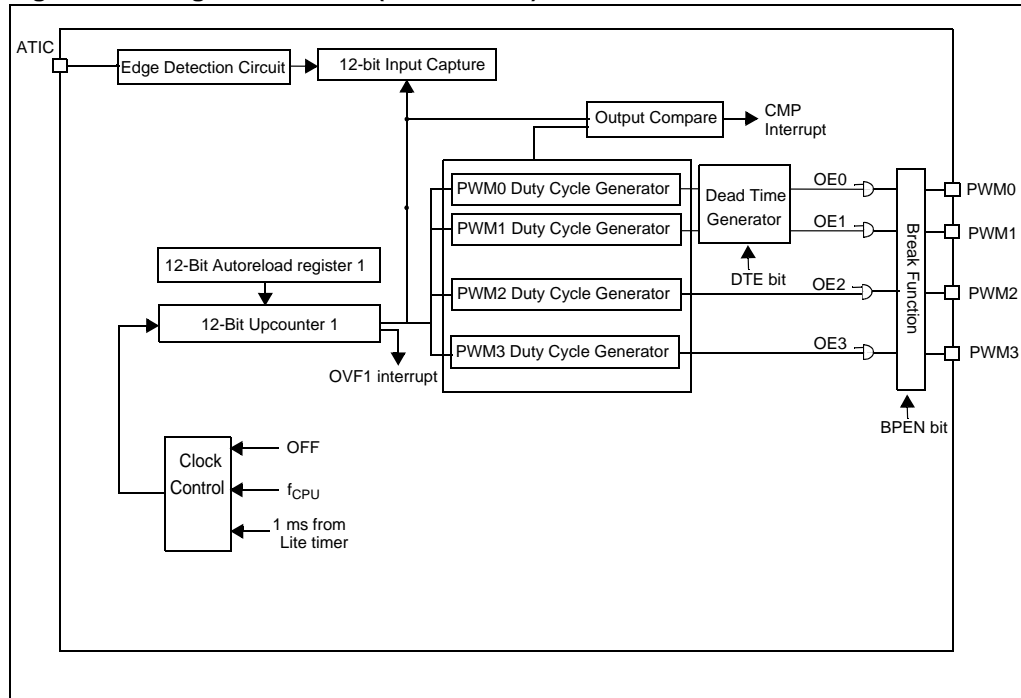 ATIC
Edge Detection Circuit
12-bit Input Capture
Output Compare
CMP
Interrupt
PWM0 Duty Cycle Generator
PWM1 Duty Cycle Generator
Dead Time
Generator
OE0
OE1
PWM0
PWM1
DTE bit
12-Bit Autoreload register 1
12-Bit Upcounter 1
OVF1 interrupt
PWM2 Duty Cycle Generator
PWM3 Duty Cycle Generator
OE2
OE3
Break Function
PWM2
PWM3
BPEN bit
Clock
Control
OFF
fCPU
1 ms from
Lite timer